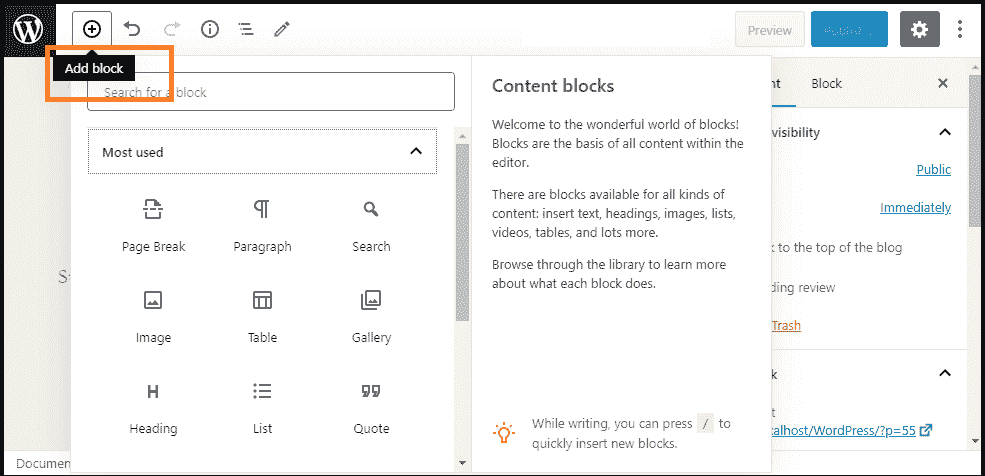 Preview
Publish...
Add block
Search for a block
Content blocks
Block
Welcome to the wonderful world of blocks!
Blocks are the basis of all content within the
editor.
Most used
There are blocks available for all kinds of
content: insert text, headings, images, lists,
videos, tables, and lots more.
Browse through the library to learn more
about what each block does.
Page Break
Paragraph
Search
Image
Table
Gallery
Heading
List
Quote
While writing, you can press / to
quickly insert new blocks.
visibility
Public
Immediately
to the top of the blog
review
Trash
/WordPress/?p=55
Documen